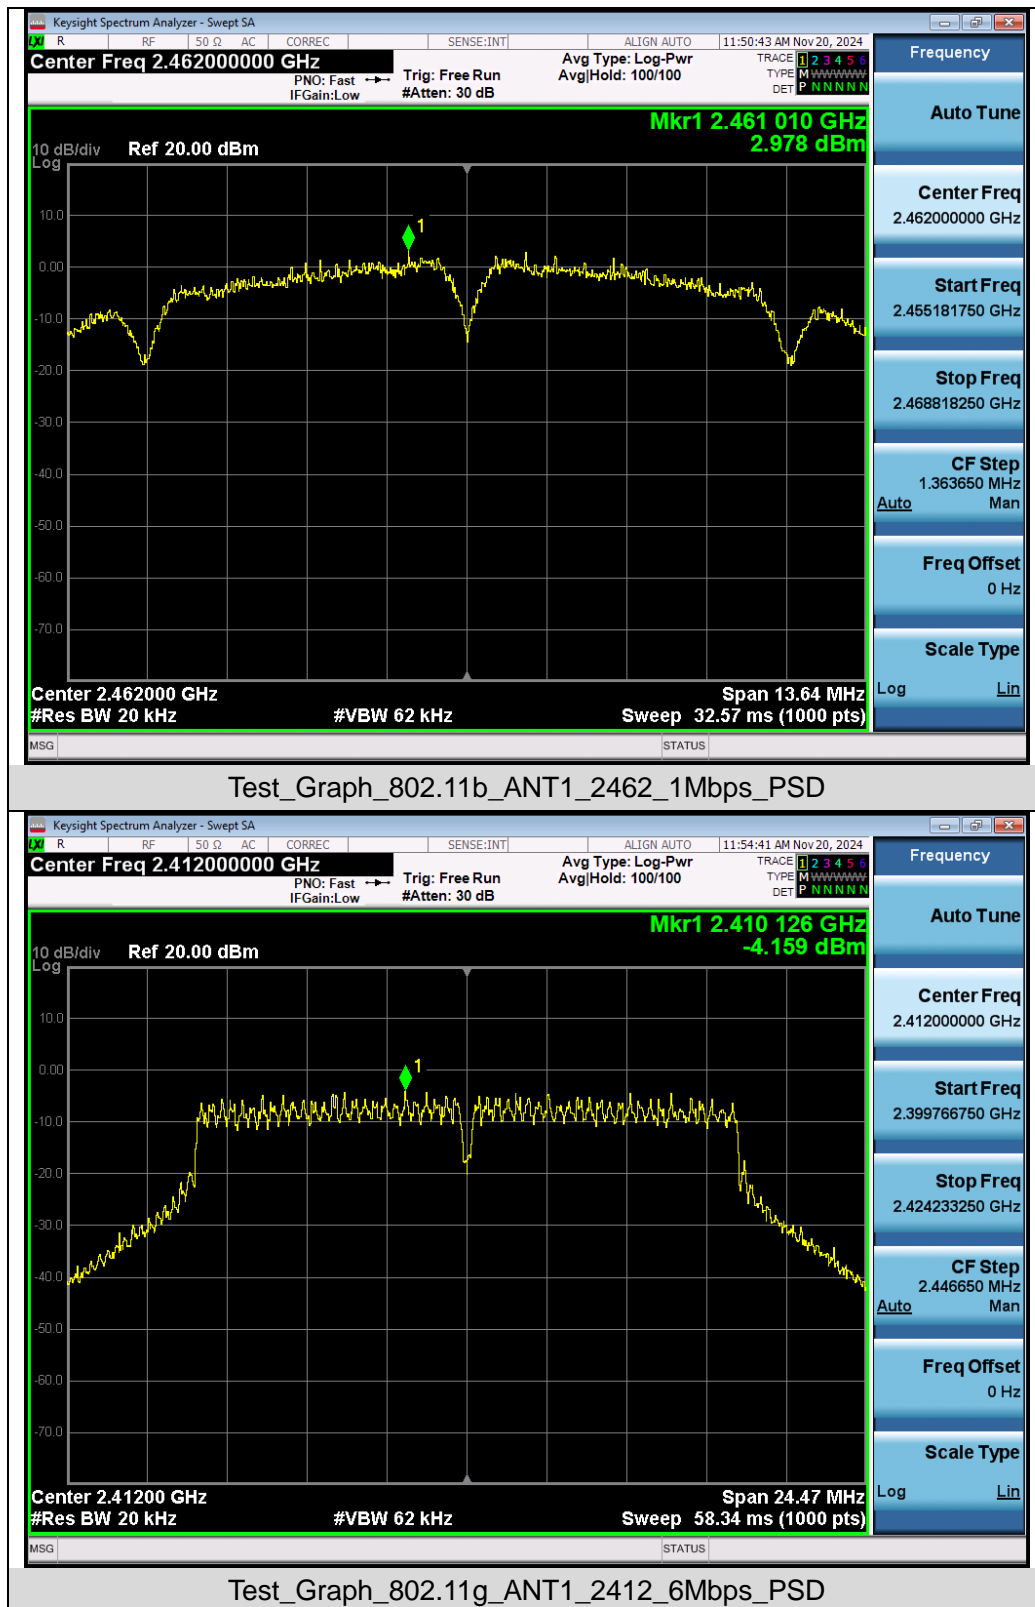 Keysight Spectrum Analyzer - Swept SA
LXI R RF 50 Ω AC CORREC SENSE:INT ALIGN AUTO 11:50:43 AM Nov 20, 2024
Center Freq 2.462000000 GHz
PNO: Fast
IFGain:Low
Trig: Free Run
#Atten: 30 dB
Avg Type: Log-Pwr
Avg|Hold: 100/100
TRACE 1 2 3 4 5 6
TYPE M WWWWW
DET P N N N N N
Mkr1 2.461 010 GHz
2.978 dBm
10 dB/div Ref 20.00 dBm
Log
10.0
1
0.00
-10.0
-20.0
-30.0
-40.0
-50.0
-60.0
-70.0
Center 2.462000 GHz Span 13.64 MHz
#Res BW 20 kHz #VBW 62 kHz Sweep 32.57 ms (1000 pts)
MSG STATUS
Frequency
Auto Tune
Center Freq
2.462000000 GHz
Start Freq
2.455181750 GHz
Stop Freq
2.468818250 GHz
CF Step
1.363650 MHz
Auto Man
Freq Offset
0 Hz
Scale Type
Log Lin
Test_Graph_802.11b_ANT1_2462_1Mbps_PSD
Keysight Spectrum Analyzer - Swept SA
LXI R RF 50 Ω AC CORREC SENSE:INT ALIGN AUTO 11:54:41 AM Nov 20, 2024
Center Freq 2.412000000 GHz
PNO: Fast
IFGain:Low
Trig: Free Run
#Atten: 30 dB
Avg Type: Log-Pwr
Avg|Hold: 100/100
TRACE 1 2 3 4 5 6
TYPE M WWWWW
DET P N N N N N
Mkr1 2.410 126 GHz
-4.159 dBm
10 dB/div Ref 20.00 dBm
Log
10.0
0.00
1
-10.0
-20.0
-30.0
-40.0
-50.0
-60.0
-70.0
Center 2.41200 GHz Span 24.47 MHz
#Res BW 20 kHz #VBW 62 kHz Sweep 58.34 ms (1000 pts)
MSG STATUS
Frequency
Auto Tune
Center Freq
2.412000000 GHz
Start Freq
2.399766750 GHz
Stop Freq
2.424233250 GHz
CF Step
2.446650 MHz
Auto Man
Freq Offset
0 Hz
Scale Type
Log Lin
Test_Graph_802.11g_ANT1_2412_6Mbps_PSD